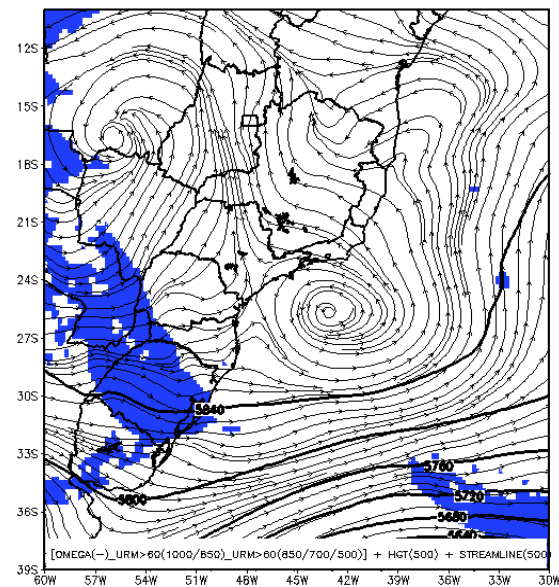 12S
15S
18S
21S
24S
27S
30S
5840
33S
5760
5800
5720
36S
5680
5640
[OMEGA(-)_URM>60(1000/850)_URM>60(850/700/500)] + HGT(500) + STREAMLINE(500
39S
60W 57W 54W 51W 48W 45W 42W 39W 36W 33W 30W